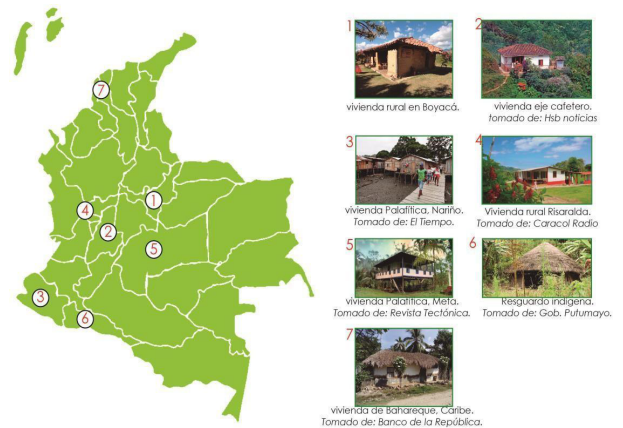 7
4
1
2
5
3
6
1
vivienda rural en Boyacá.
2
vivienda eje cafetero.
tomado de: Hsb noticias
3
vivienda Palafítica, Nariño.
Tomado de: El Tiempo.
4
Vivienda rural Risaralda.
Tomado de: Caracol Radio
5
vivienda Palafítica, Meta.
Tomado de: Revista Tectónica.
6
Resguardo indígena.
Tomado de: Gob. Putumayo.
7
vivienda de Bahareque, Caribe.
Tomado de: Banco de la República.